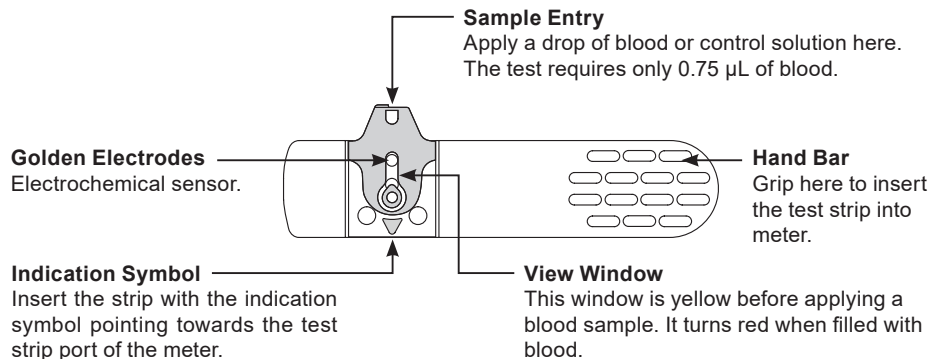 Sample Entry
Apply a drop of blood or control solution here.
The test requires only 0.75 µL of blood.
Golden Electrodes
Electrochemical sensor.
Hand Bar
Grip here to insert
the test strip into
meter.
Indication Symbol
Insert the strip with the indication
symbol pointing towards the test
strip port of the meter.
View Window
This window is yellow before applying a
blood sample. It turns red when filled with
blood.